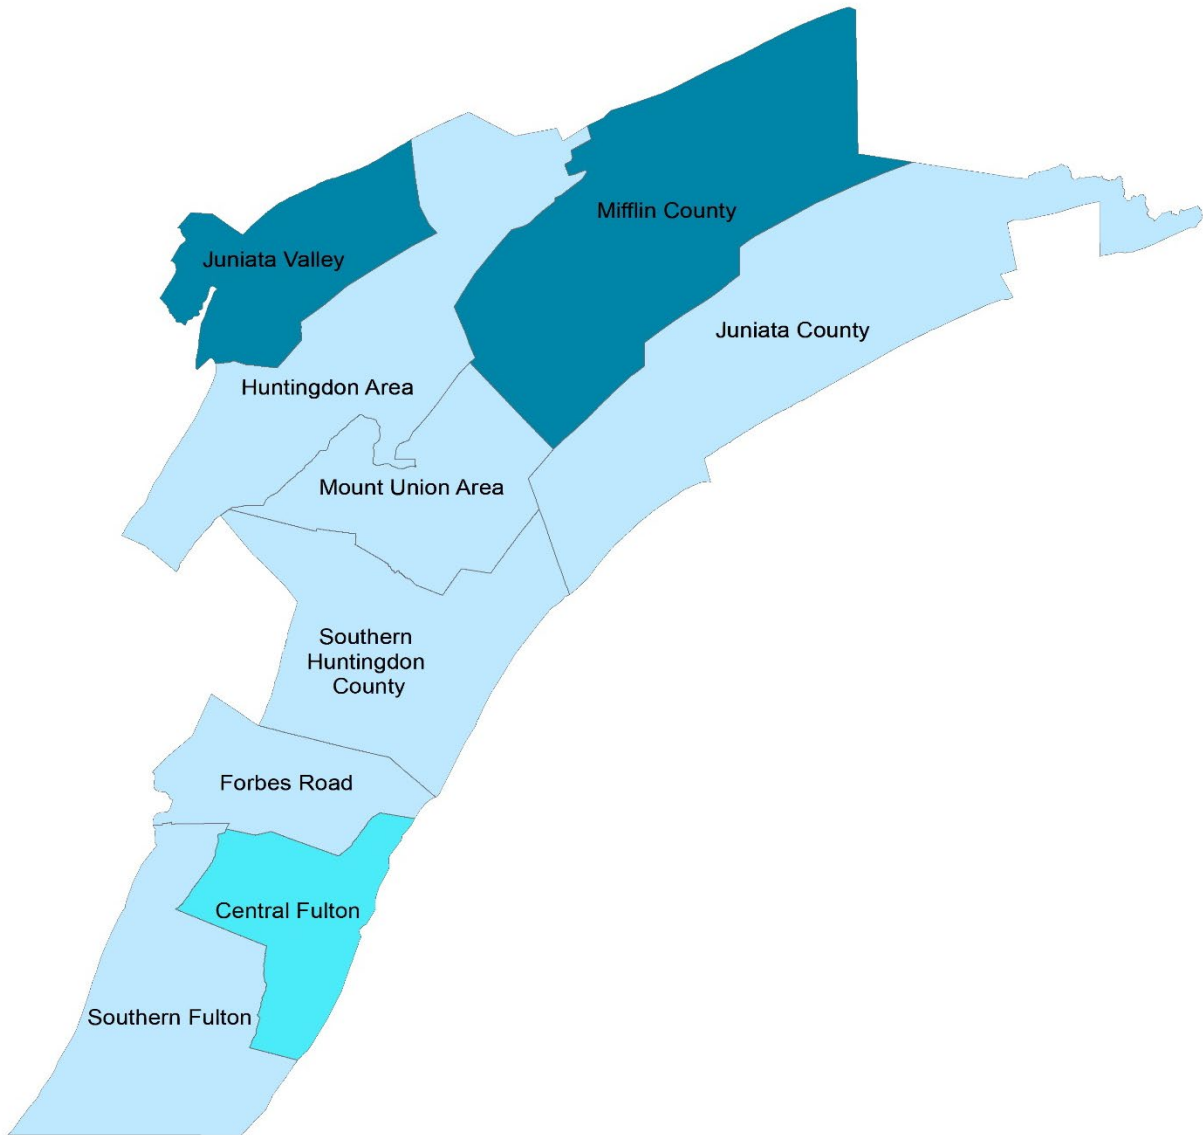 Mifflin County
Juniata Valley
Juniata County
Huntingdon Area
Mount Union Area
Southern
Huntingdon
County
Forbes Road
Central Fulton
Southern Fulton